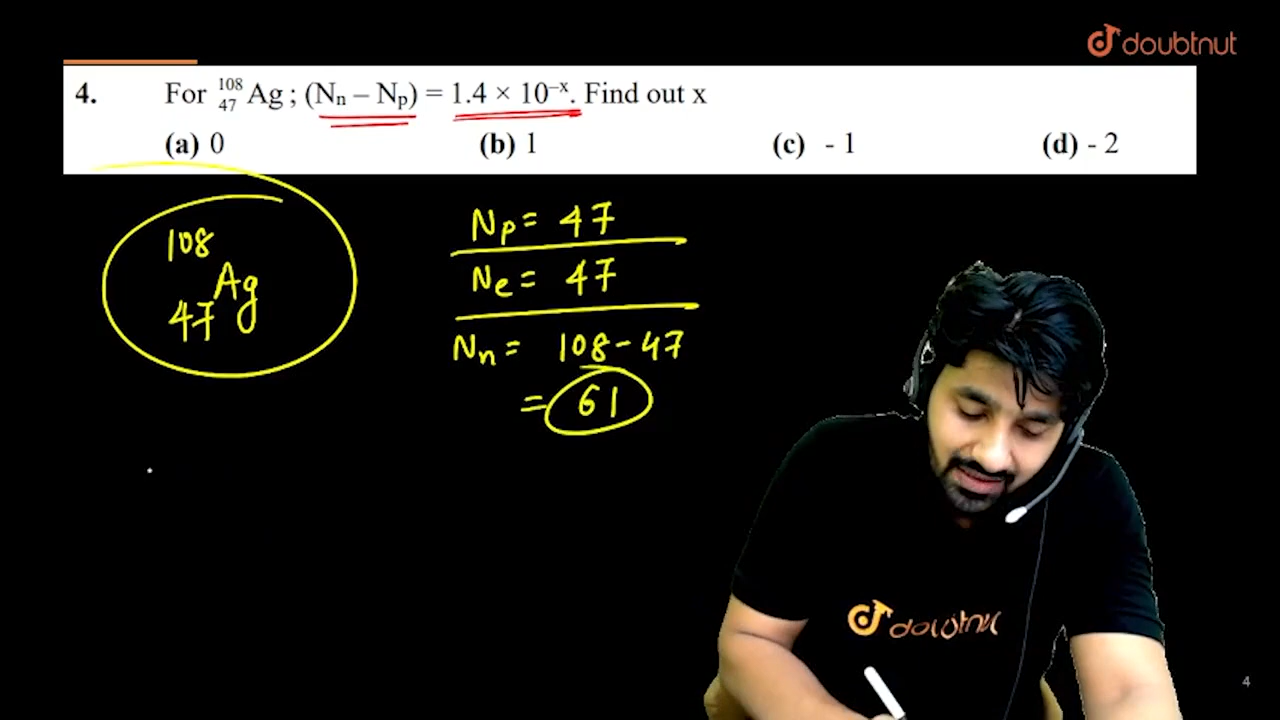 doubtnut
4. For ¹⁰⁸₄₇Ag ; (Nₙ – Nₚ) = 1.4 × 10⁻ˣ. Find out x
(a) 0 (b) 1 (c) - 1 (d) - 2
108
Ag
47
Nₚ = 47
Nₑ = 47
Nₙ = 108 - 47
= 61
doubtnut
4